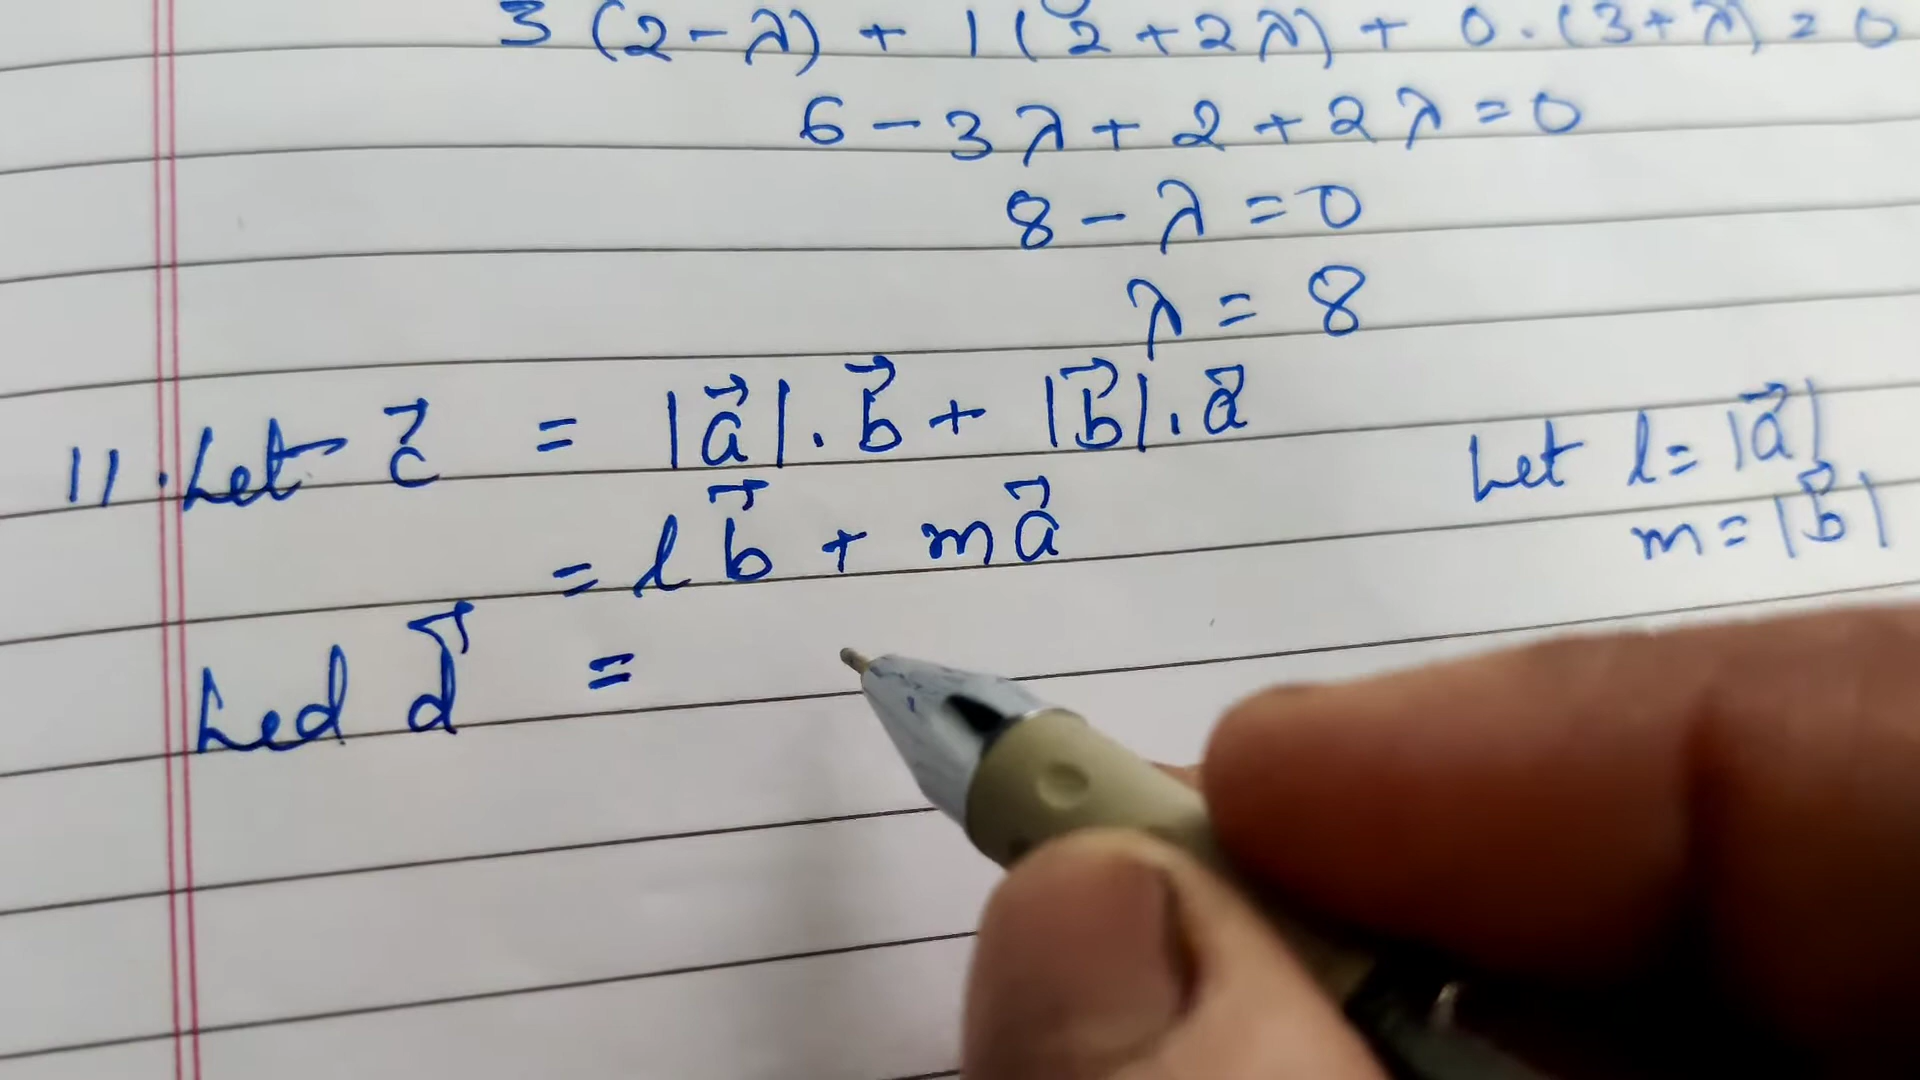 3 (2 - λ) + 1 (2 + 2λ) + 0 . (3 + λ) = 0
6 - 3λ + 2 + 2λ = 0
8 - λ = 0
λ = 8
11. Let c⃗ = |a⃗| . b⃗ + |b⃗| . a⃗
Let l = |a⃗|
= l b⃗ + m a⃗
m = |b⃗|
Led d⃗ =